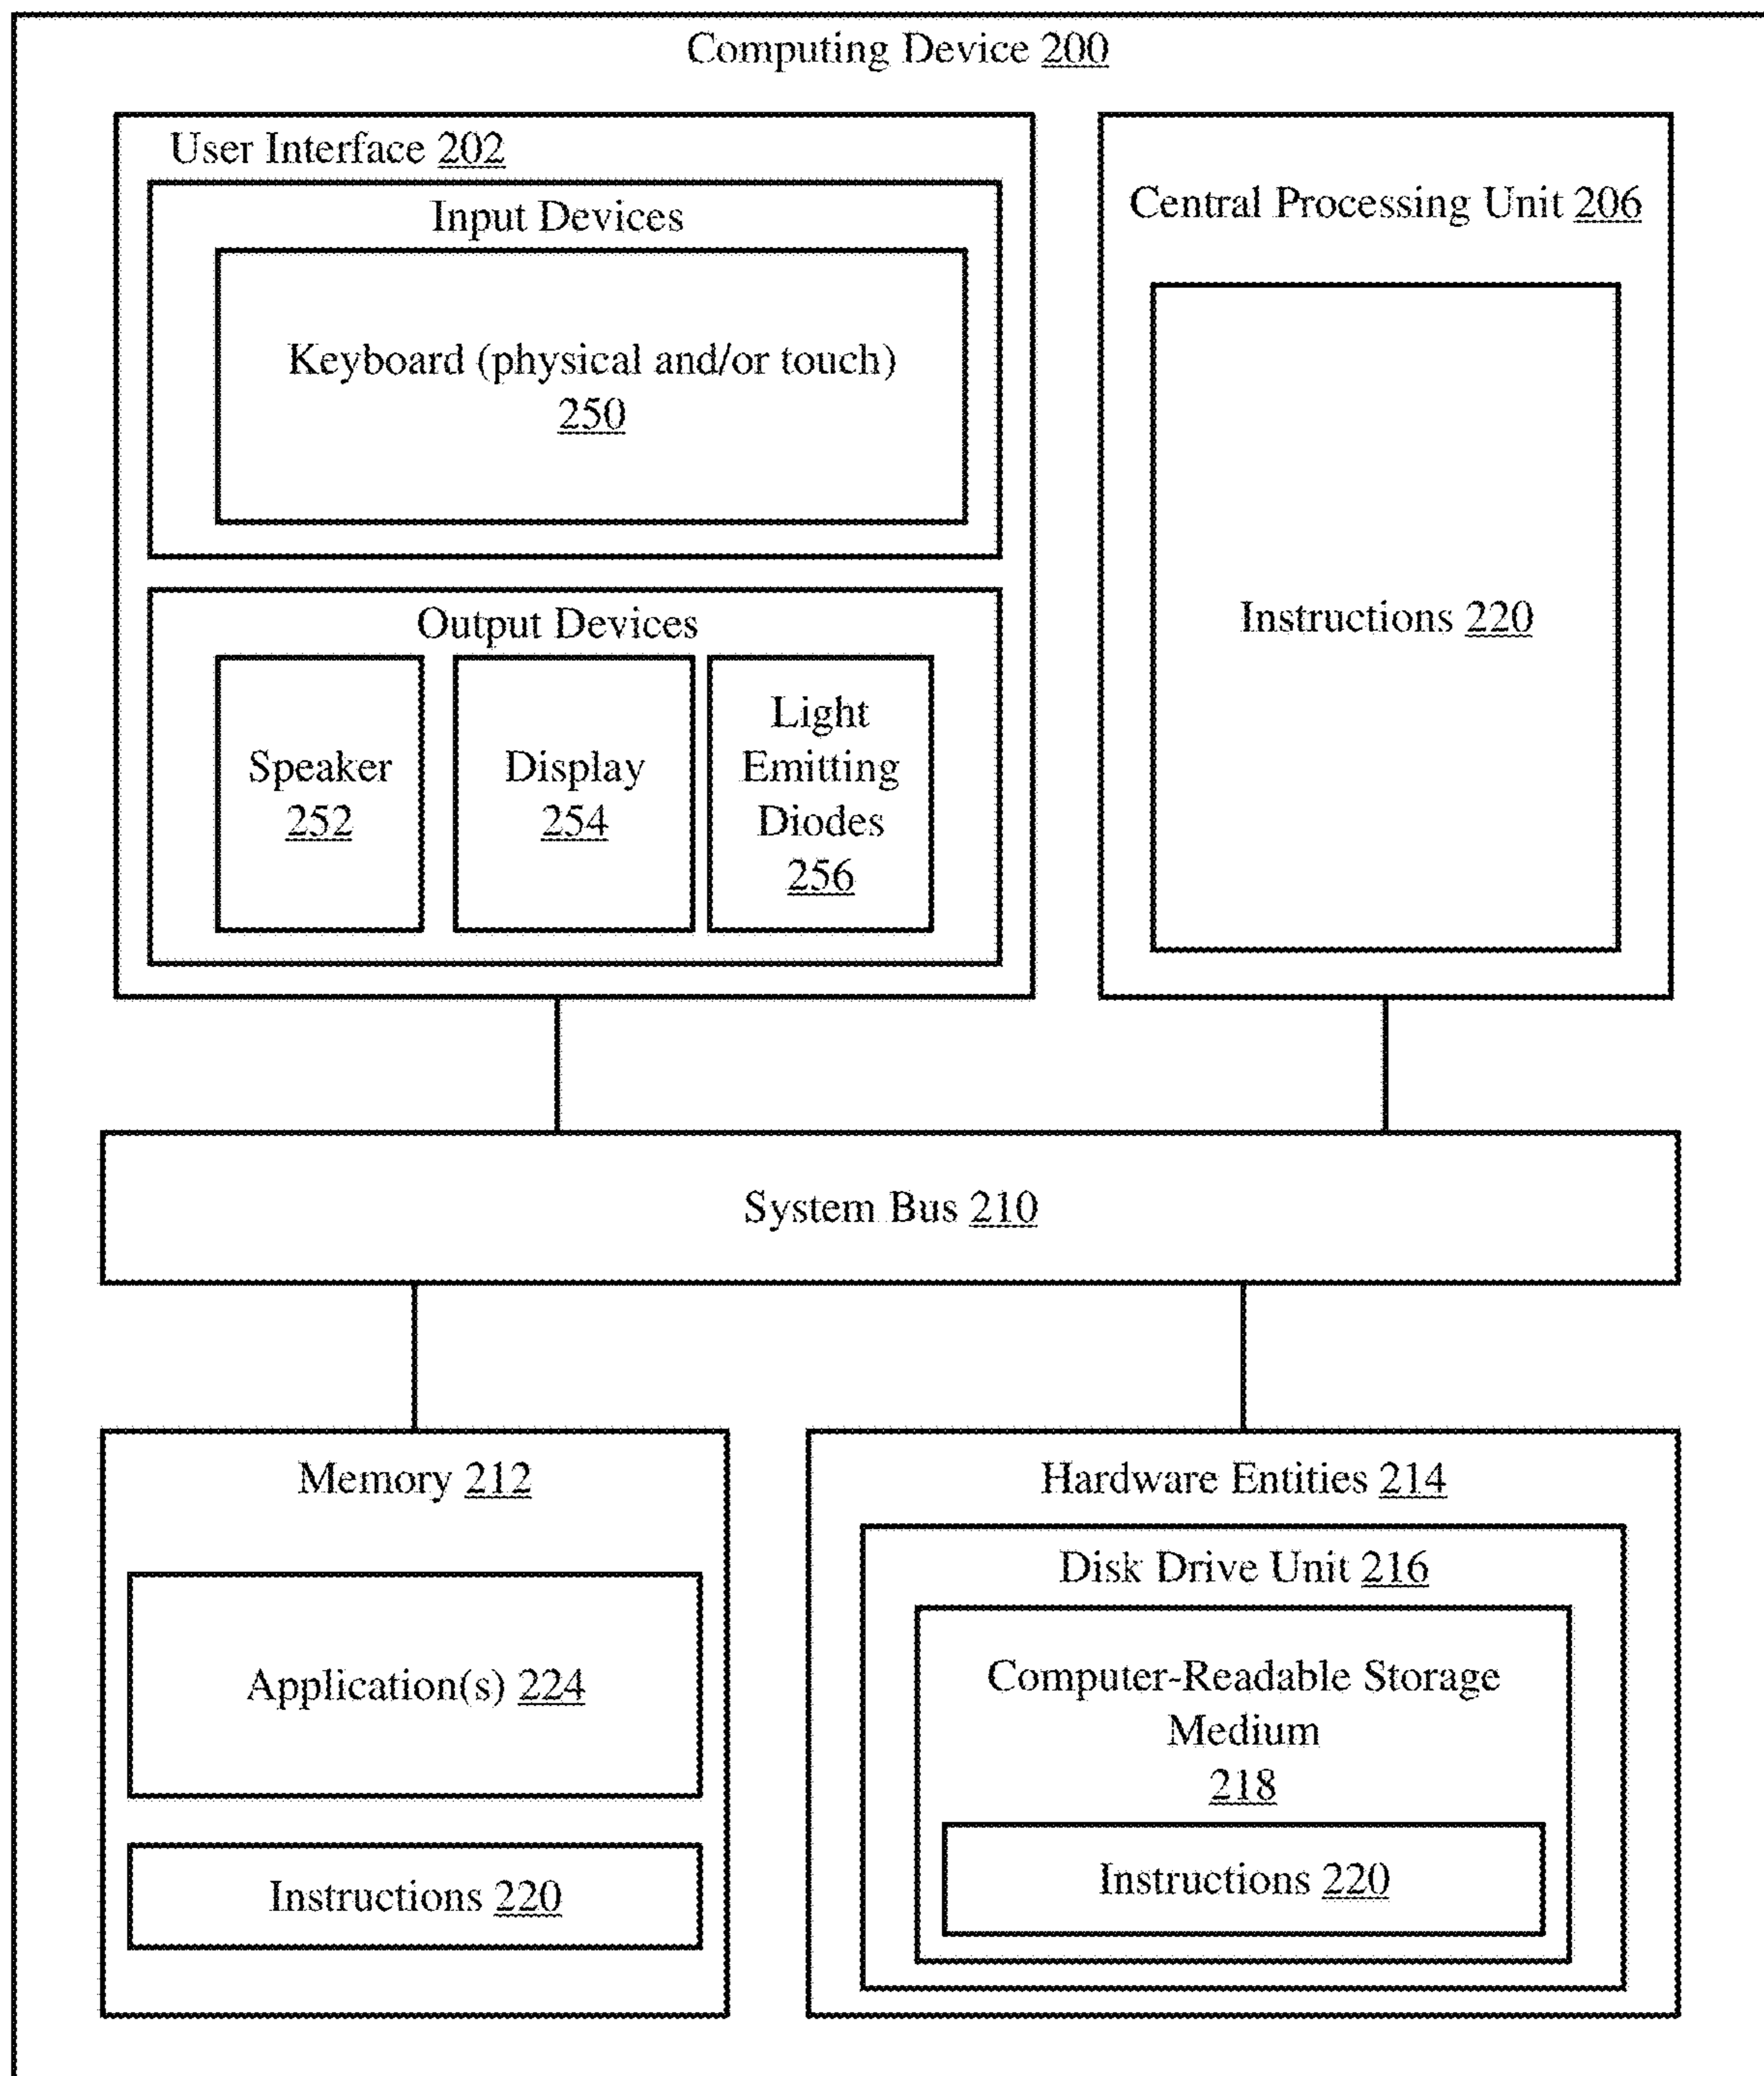 Computing Device 200
User Interface 202
Input Devices
Keyboard (physical and/or touch)
250
Output Devices
Speaker
252
Display
254
Light
Emitting
Diodes
256
Central Processing Unit 206
Instructions 220
System Bus 210
Memory 212
Application(s) 224
Instructions 220
Hardware Entities 214
Disk Drive Unit 216
Computer-Readable Storage
Medium
218
Instructions 220